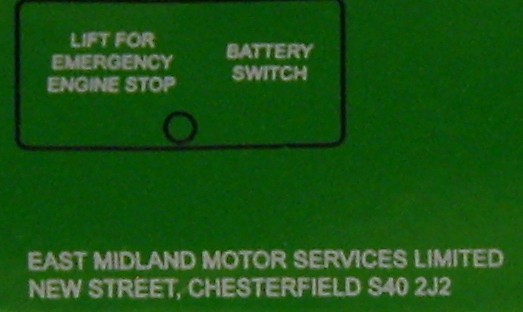 LIFT FOR
EMERGENCY
ENGINE STOP
BATTERY
SWITCH
EAST MIDLAND MOTOR SERVICES LIMITED
NEW STREET, CHESTERFIELD S40 2J2